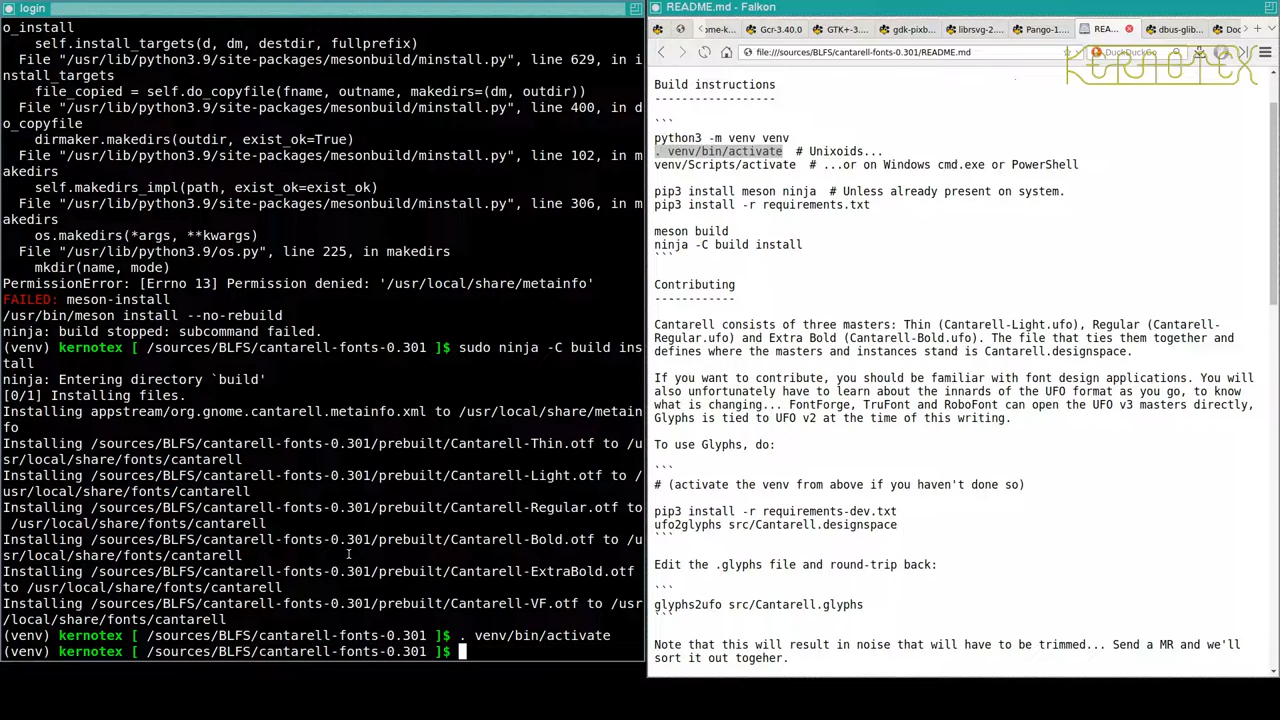 login
o_install
    self.install_targets(d, dm, destdir, fullprefix)
  File "/usr/lib/python3.9/site-packages/mesonbuild/minstall.py", line 629, in i
nstall_targets
    file_copied = self.do_copyfile(fname, outname, makedirs=(dm, outdir))
  File "/usr/lib/python3.9/site-packages/mesonbuild/minstall.py", line 400, in d
o_copyfile
    dirmaker.makedirs(outdir, exist_ok=True)
  File "/usr/lib/python3.9/site-packages/mesonbuild/minstall.py", line 102, in m
akedirs
    self.makedirs_impl(path, exist_ok=exist_ok)
  File "/usr/lib/python3.9/site-packages/mesonbuild/minstall.py", line 306, in m
akedirs
    os.makedirs(*args, **kwargs)
  File "/usr/lib/python3.9/os.py", line 225, in makedirs
    mkdir(name, mode)
PermissionError: [Errno 13] Permission denied: '/usr/local/share/metainfo'
FAILED: meson-install
/usr/bin/meson install --no-rebuild
ninja: build stopped: subcommand failed.
(venv) kernotex [ /sources/BLFS/cantarell-fonts-0.301 ]$ sudo ninja -C build ins
tall
ninja: Entering directory `build'
[0/1] Installing files.
Installing appstream/org.gnome.cantarell.metainfo.xml to /usr/local/share/metain
fo
Installing /sources/BLFS/cantarell-fonts-0.301/prebuilt/Cantarell-Thin.otf to /u
sr/local/share/fonts/cantarell
Installing /sources/BLFS/cantarell-fonts-0.301/prebuilt/Cantarell-Light.otf to /
usr/local/share/fonts/cantarell
Installing /sources/BLFS/cantarell-fonts-0.301/prebuilt/Cantarell-Regular.otf to
 /usr/local/share/fonts/cantarell
Installing /sources/BLFS/cantarell-fonts-0.301/prebuilt/Cantarell-Bold.otf to /u
sr/local/share/fonts/cantarell
Installing /sources/BLFS/cantarell-fonts-0.301/prebuilt/Cantarell-ExtraBold.otf 
to /usr/local/share/fonts/cantarell
Installing /sources/BLFS/cantarell-fonts-0.301/prebuilt/Cantarell-VF.otf to /usr
/local/share/fonts/cantarell
(venv) kernotex [ /sources/BLFS/cantarell-fonts-0.301 ]$ . venv/bin/activate
(venv) kernotex [ /sources/BLFS/cantarell-fonts-0.301 ]$
README.md - Falkon
ome-k... Gcr-3.40.0 GTK+-3... gdk-pixb... librsvg-2... Pango-1... REA... dbus-glib... Doc
file:///sources/BLFS/cantarell-fonts-0.301/README.md DuckDuckGo
KERNOTEX
Build instructions
------------------
```
python3 -m venv venv
. venv/bin/activate  # Unixoids...
venv/Scripts/activate  # ...or on Windows cmd.exe or PowerShell
pip3 install meson ninja  # Unless already present on system.
pip3 install -r requirements.txt
meson build
ninja -C build install
```
Contributing
------------
Cantarell consists of three masters: Thin (Cantarell-Light.ufo), Regular (Cantarell-
Regular.ufo) and Extra Bold (Cantarell-Bold.ufo). The file that ties them together and
defines where the masters and instances stand is Cantarell.designspace.
If you want to contribute, you should be familiar with font design applications. You will
also unfortunately have to learn about the innards of the UFO format as you go, to know
what is changing... FontForge, TruFont and RoboFont can open the UFO v3 masters directly,
Glyphs is tied to UFO v2 at the time of this writing.
To use Glyphs, do:
```
# (activate the venv from above if you haven't done so)
pip3 install -r requirements-dev.txt
ufo2glyphs src/Cantarell.designspace
```
Edit the .glyphs file and round-trip back:
```
glyphs2ufo src/Cantarell.glyphs
```
Note that this will result in noise that will have to be trimmed... Send a MR and we'll
sort it out togeher.